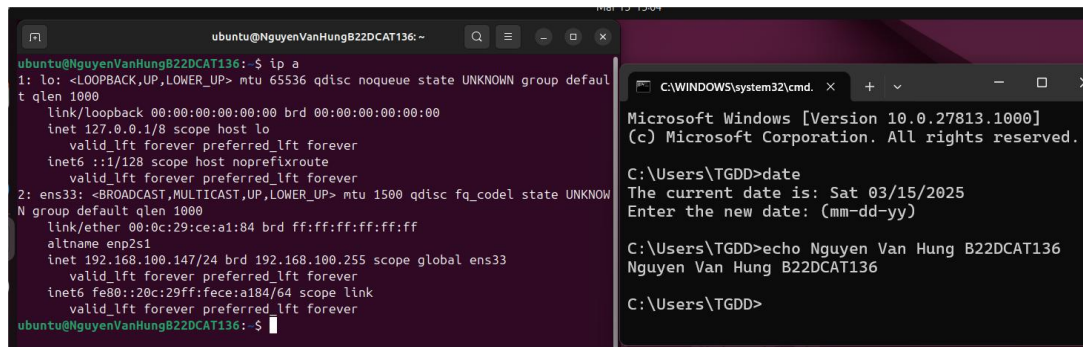 Mar 15 15:04
ubuntu@NguyenVanHungB22DCAT136: ~
ubuntu@NguyenVanHungB22DCAT136:~$ ip a
1: lo: <LOOPBACK,UP,LOWER_UP> mtu 65536 qdisc noqueue state UNKNOWN group defaul
t qlen 1000
link/loopback 00:00:00:00:00:00 brd 00:00:00:00:00:00
inet 127.0.0.1/8 scope host lo
valid_lft forever preferred_lft forever
inet6 ::1/128 scope host noprefixroute
valid_lft forever preferred_lft forever
2: ens33: <BROADCAST,MULTICAST,UP,LOWER_UP> mtu 1500 qdisc fq_codel state UNKNOW
N group default qlen 1000
link/ether 00:0c:29:ce:a1:84 brd ff:ff:ff:ff:ff:ff
altname enp2s1
inet 192.168.100.147/24 brd 192.168.100.255 scope global ens33
valid_lft forever preferred_lft forever
inet6 fe80::20c:29ff:fece:a184/64 scope link
valid_lft forever preferred_lft forever
ubuntu@NguyenVanHungB22DCAT136:~$
C:\WINDOWS\system32\cmd.
Microsoft Windows [Version 10.0.27813.1000]
(c) Microsoft Corporation. All rights reserved.
C:\Users\TGDD>date
The current date is: Sat 03/15/2025
Enter the new date: (mm-dd-yy)
C:\Users\TGDD>echo Nguyen Van Hung B22DCAT136
Nguyen Van Hung B22DCAT136
C:\Users\TGDD>